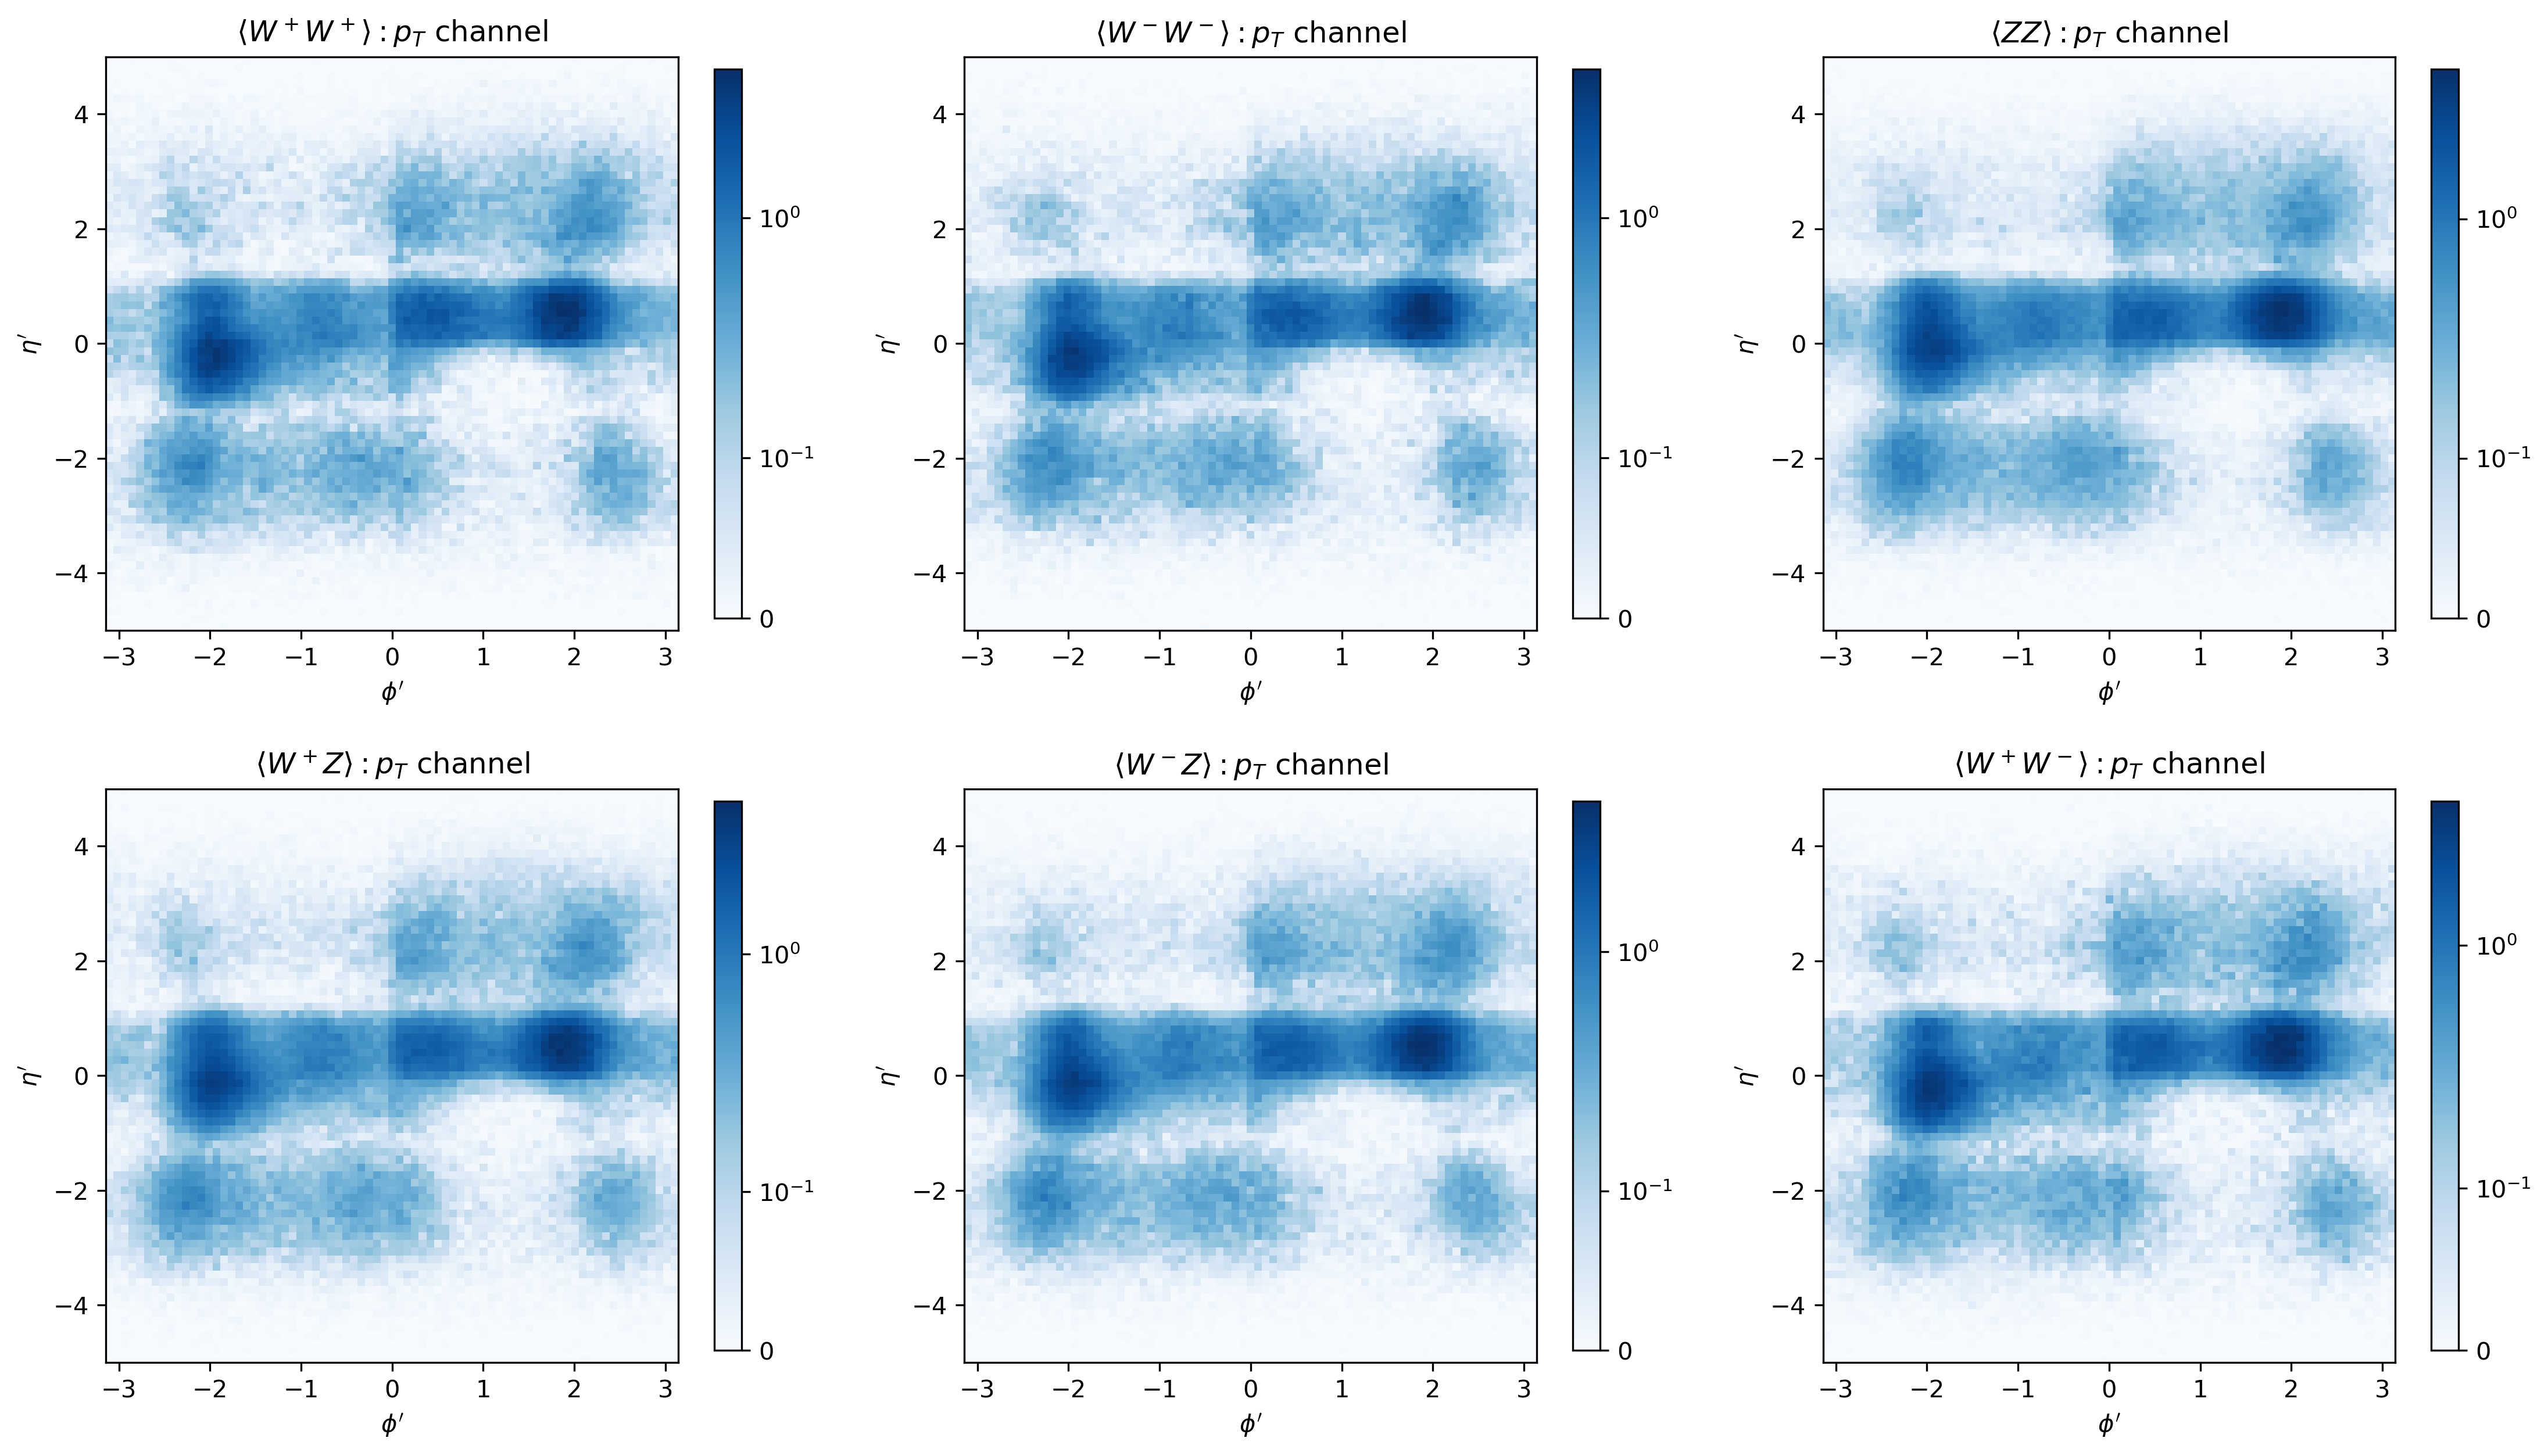 ⟨W⁺W⁺⟩ : p_T channel
⟨W⁻W⁻⟩ : p_T channel
⟨ZZ⟩ : p_T channel
4
2
0
−2
−4
η′
−3 −2 −1 0 1 2 3
ϕ′
10⁰
10⁻¹
0
4
2
0
−2
−4
η′
−3 −2 −1 0 1 2 3
ϕ′
10⁰
10⁻¹
0
4
2
0
−2
−4
η′
−3 −2 −1 0 1 2 3
ϕ′
10⁰
10⁻¹
0
⟨W⁺Z⟩ : p_T channel
⟨W⁻Z⟩ : p_T channel
⟨W⁺W⁻⟩ : p_T channel
4
2
0
−2
−4
η′
−3 −2 −1 0 1 2 3
ϕ′
10⁰
10⁻¹
0
4
2
0
−2
−4
η′
−3 −2 −1 0 1 2 3
ϕ′
10⁰
10⁻¹
0
4
2
0
−2
−4
η′
−3 −2 −1 0 1 2 3
ϕ′
10⁰
10⁻¹
0